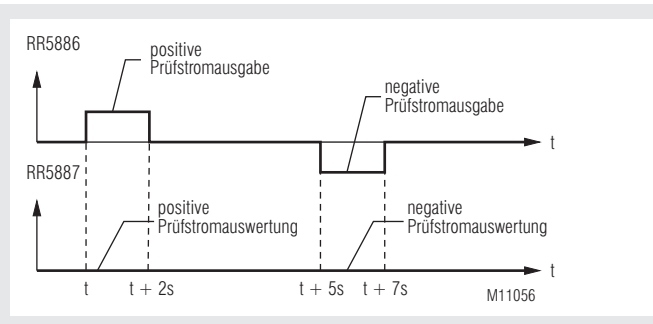 RR5886
positive
Prüfstromausgabe
negative
Prüfstromausgabe
t
RR5887
positive
Prüfstromauswertung
negative
Prüfstromauswertung
t
t
t + 2s
t + 5s
t + 7s
M11056